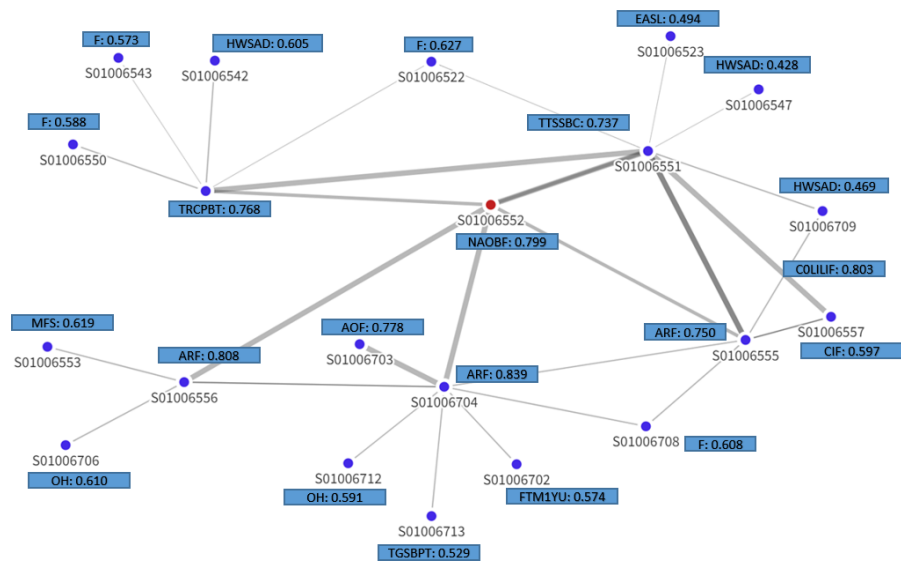 EASL: 0.494
F: 0.573
HWSAD: 0.605
F: 0.627
S01006523
S01006543
S01006542
S01006522
HWSAD: 0.428
S01006547
F: 0.588
TTSSBC: 0.737
S01006550
S01006551
HWSAD: 0.469
TRCPBT: 0.768
S01006552
S01006709
NAOBF: 0.799
C0LILIF: 0.803
MFS: 0.619
AOF: 0.778
ARF: 0.750
S01006557
S01006553
ARF: 0.808
S01006703
S01006555
CIF: 0.597
ARF: 0.839
S01006556
S01006704
S01006708
F: 0.608
S01006706
OH: 0.610
S01006712
S01006702
OH: 0.591
FTM1YU: 0.574
S01006713
TGSBPT: 0.529